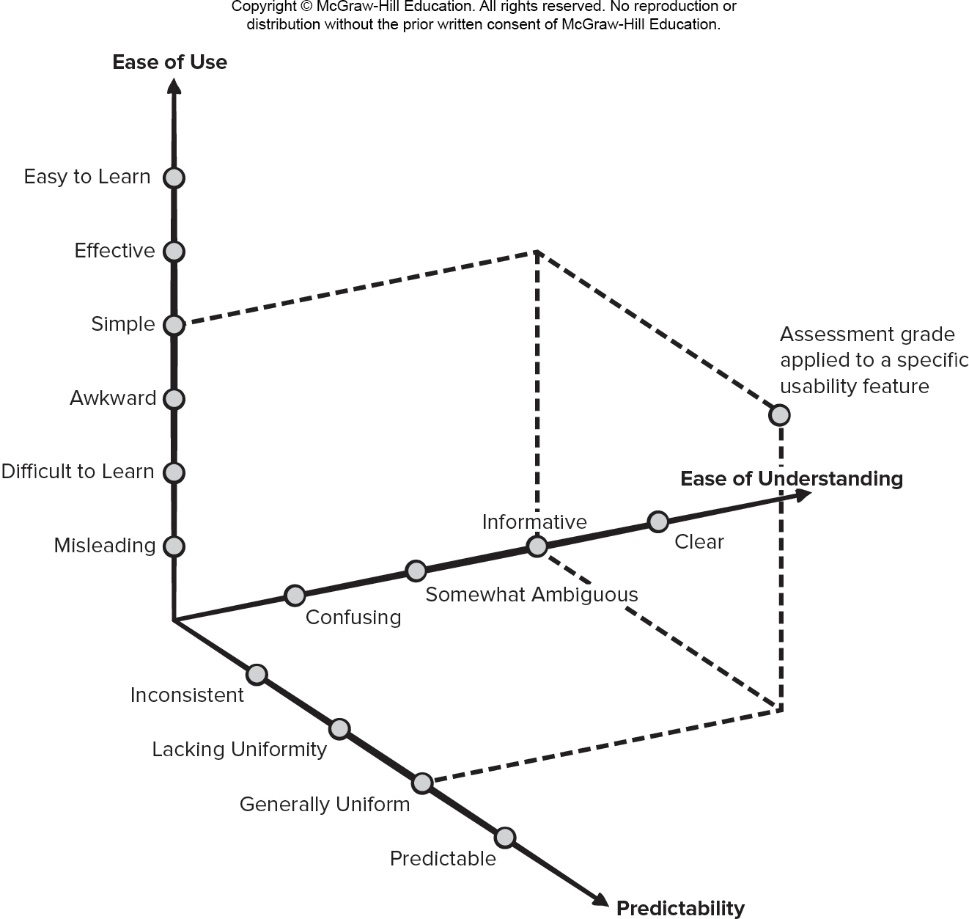 Copyright © McGraw-Hill Education. All rights reserved. No reproduction or
distribution without the prior written consent of McGraw-Hill Education.
Ease of Use
Easy to Learn
Effective
Simple
Assessment grade
applied to a specific
usability feature
Awkward
Difficult to Learn
Ease of Understanding
Informative
Misleading
Clear
Somewhat Ambiguous
Confusing
Inconsistent
Lacking Uniformity
Generally Uniform
Predictable
Predictability